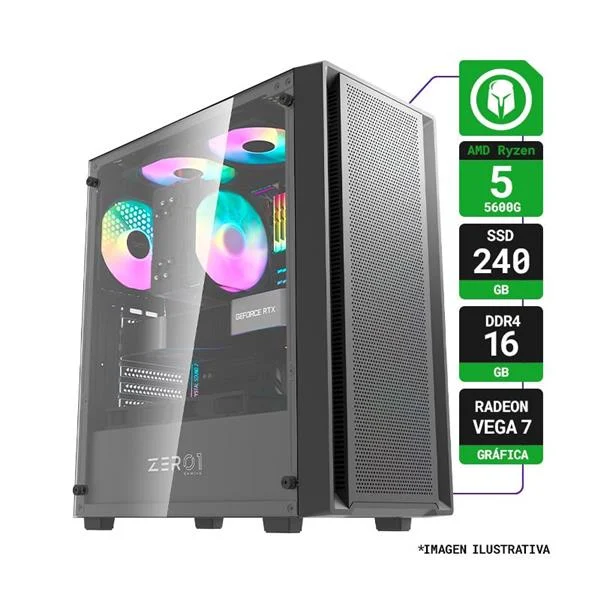 AMD Ryzen
5
5600G
SSD
240
GB
DDR4
16
GB
RADEON
VEGA 7
GRÁFICA
GEFORCE RTX
ZER01
GAMING
*IMAGEN ILUSTRATIVA